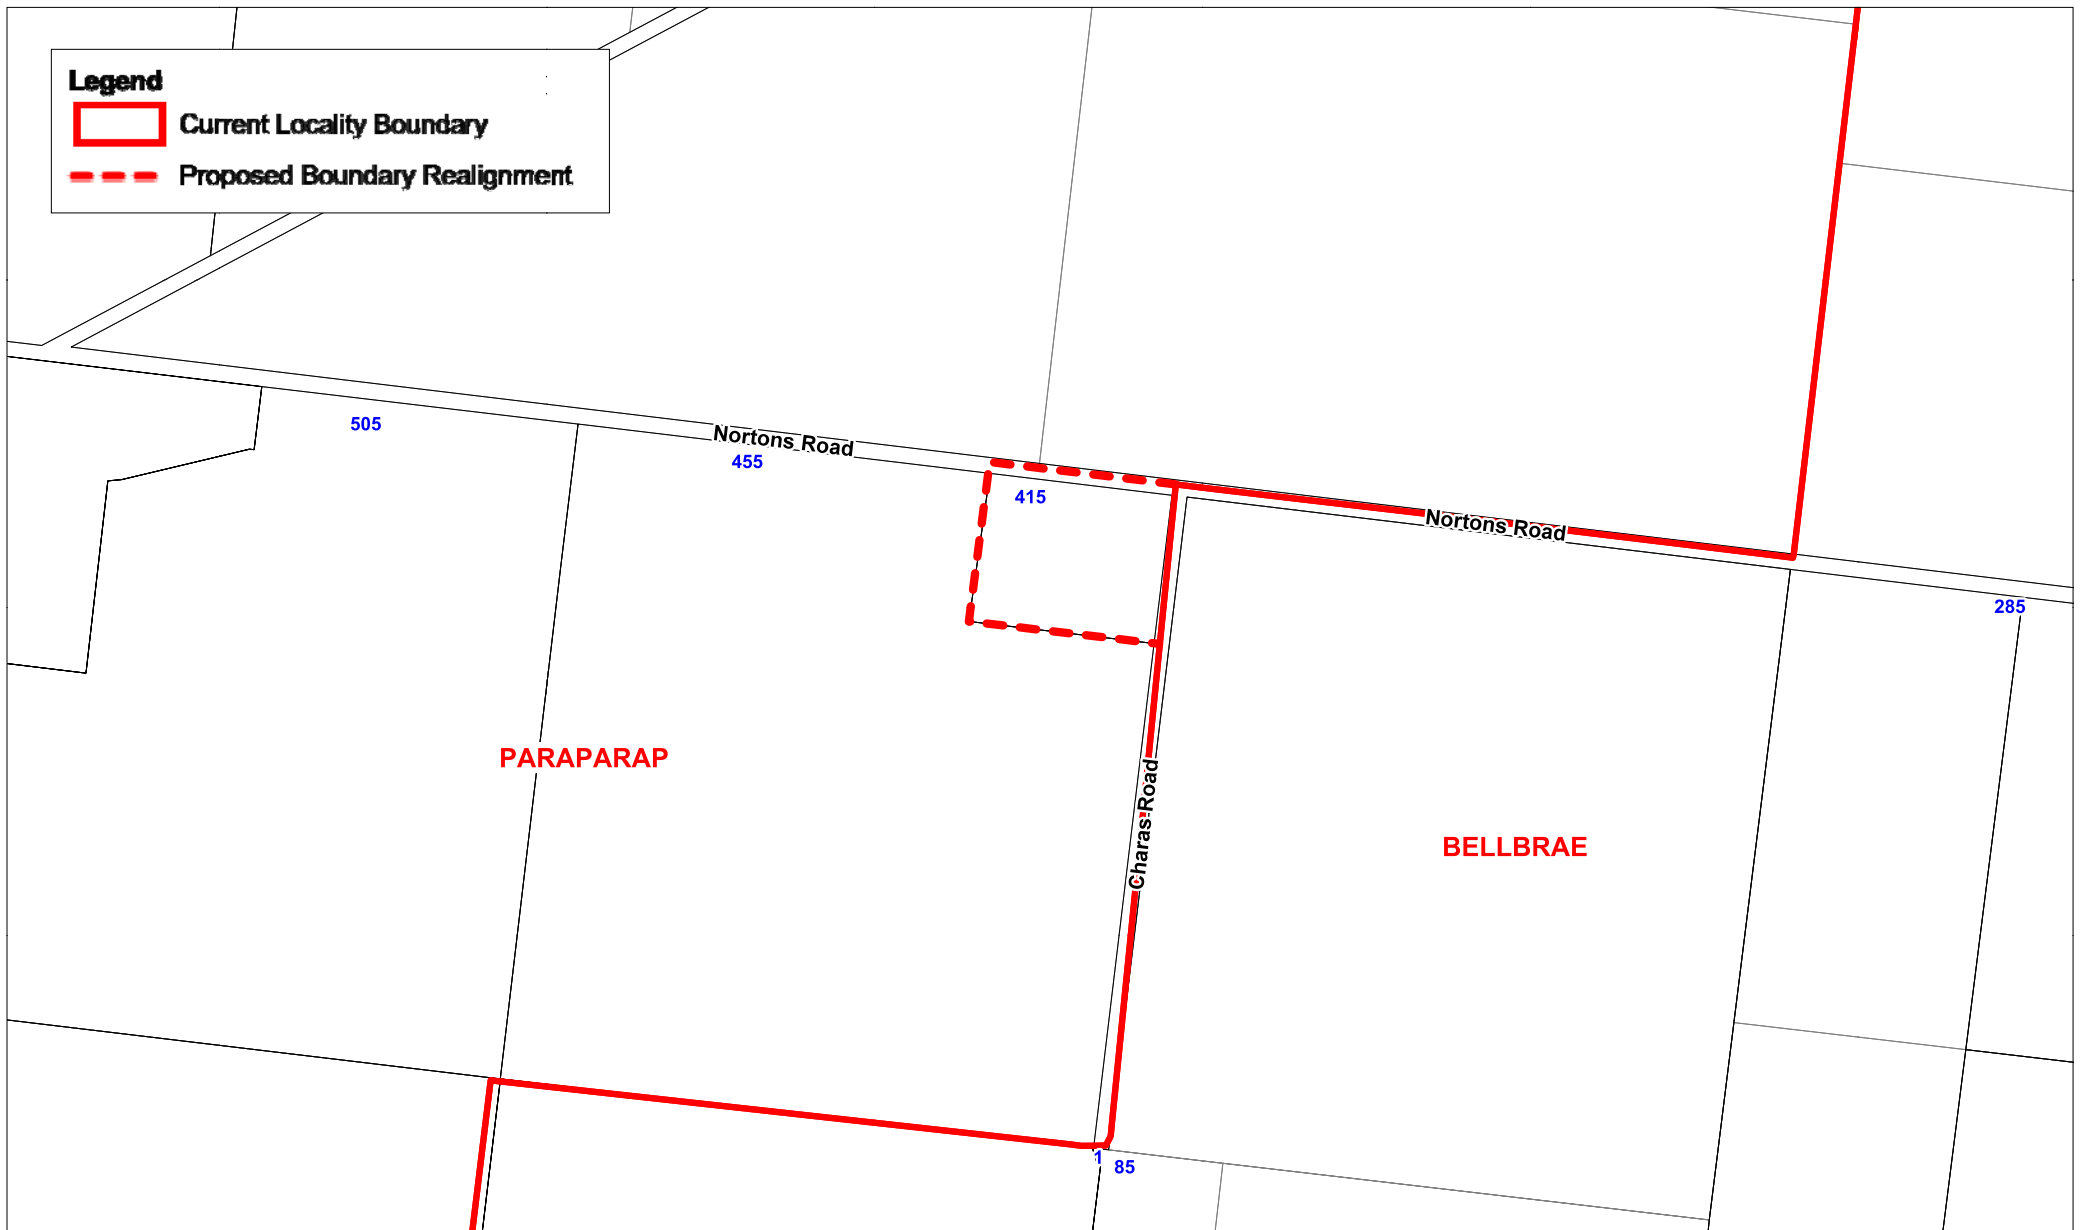 Legend
Current Locality Boundary
Proposed Boundary Realignment
505
Nortons Road
455
415
Nortons Road
285
PARAPARAP
Charas Road
BELLBRAE
1
85